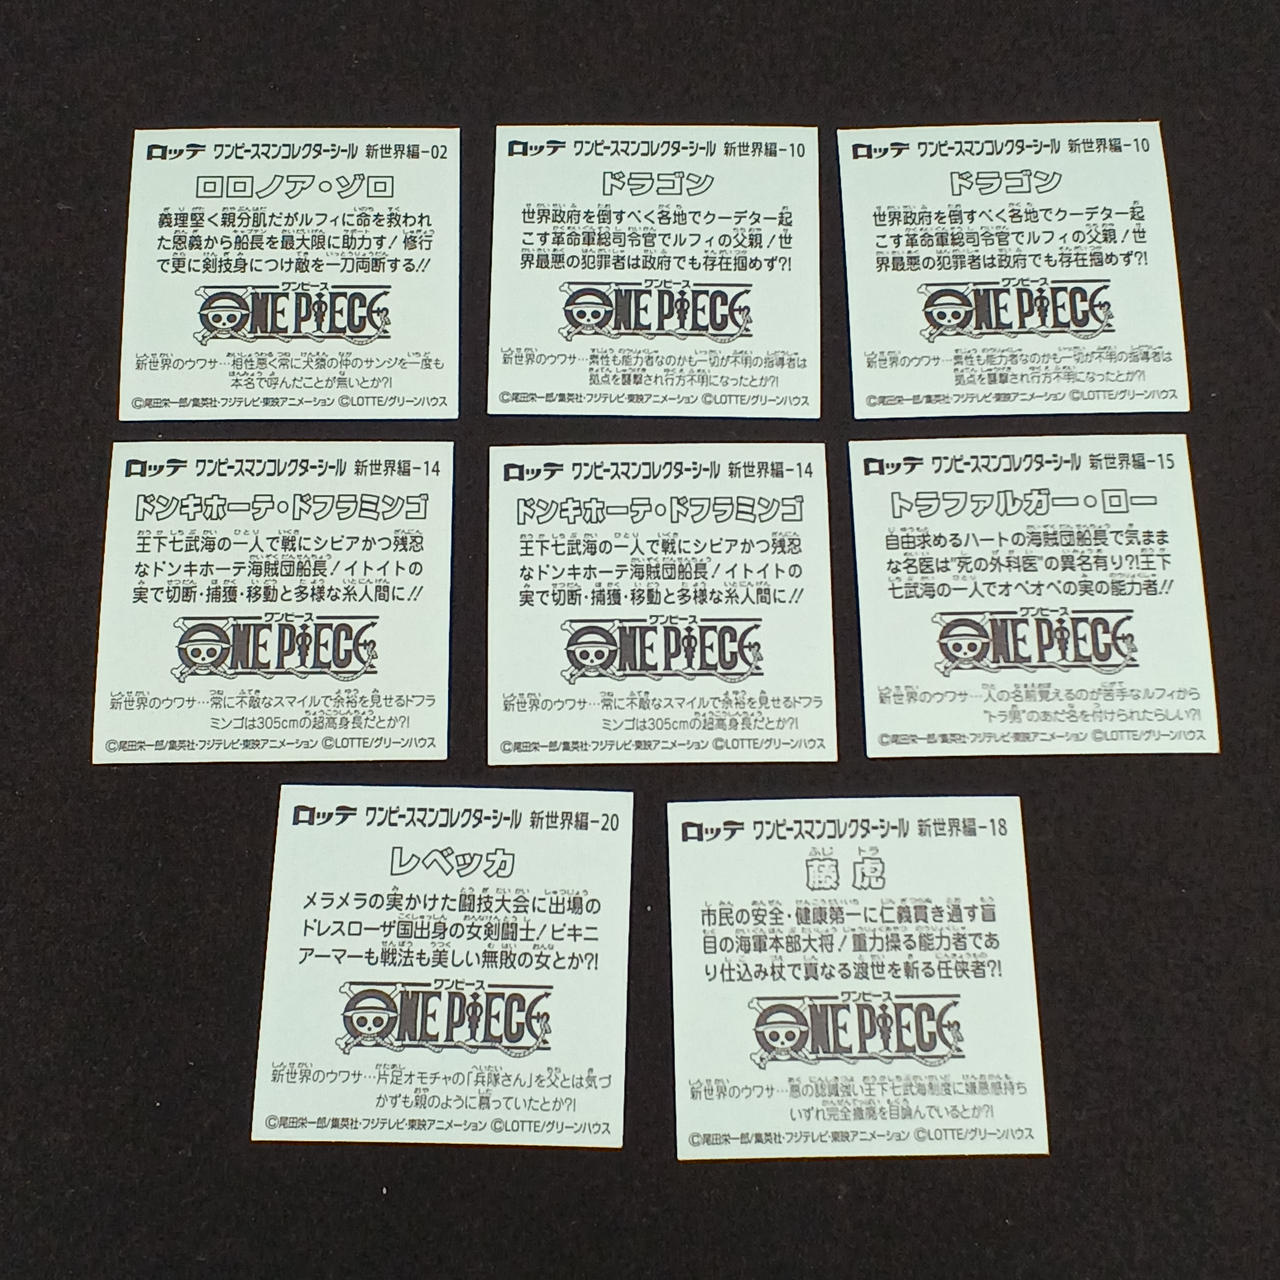 ロッテ ワンピースマンコレクターシール 新世界編-02
ロロノア・ゾロ
義理堅く親分肌だがルフィに命を救われ
た恩義から船長を最大限に助力す!修行
で更に剣技身につけ敵を一刀両断する!!
ワンピース
ONE PIECE
新世界のウワサ…相性悪く常に犬猿の仲のサンジを一度も
本名で呼んだことが無いとか?!
©尾田栄一郎/集英社・フジテレビ・東映アニメーション ©LOTTE/グリーンハウス
ロッテ ワンピースマンコレクターシール 新世界編-10
ドラゴン
世界政府を倒すべく各地でクーデター起
こす革命軍総司令官でルフィの父親!世
界最悪の犯罪者は政府でも存在掴めず?!
ワンピース
ONE PIECE
新世界のウワサ…素性も能力者なのかも一切が不明の指導者は
拠点を襲撃され行方不明になったとか?!
©尾田栄一郎/集英社・フジテレビ・東映アニメーション ©LOTTE/グリーンハウス
ロッテ ワンピースマンコレクターシール 新世界編-10
ドラゴン
世界政府を倒すべく各地でクーデター起
こす革命軍総司令官でルフィの父親!世
界最悪の犯罪者は政府でも存在掴めず?!
ワンピース
ONE PIECE
新世界のウワサ…素性も能力者なのかも一切が不明の指導者は
拠点を襲撃され行方不明になったとか?!
©尾田栄一郎/集英社・フジテレビ・東映アニメーション ©LOTTE/グリーンハウス
ロッテ ワンピースマンコレクターシール 新世界編-14
ドンキホーテ・ドフラミンゴ
王下七武海の一人で戦にシビアかつ残忍
なドンキホーテ海賊団船長!イトイトの
実で切断・捕獲・移動と多様な糸人間に!!
ワンピース
ONE PIECE
新世界のウワサ…常に不敵なスマイルで余裕を見せるドフラ
ミンゴは305cmの超高身長だとか?!
©尾田栄一郎/集英社・フジテレビ・東映アニメーション ©LOTTE/グリーンハウス
ロッテ ワンピースマンコレクターシール 新世界編-14
ドンキホーテ・ドフラミンゴ
王下七武海の一人で戦にシビアかつ残忍
なドンキホーテ海賊団船長!イトイトの
実で切断・捕獲・移動と多様な糸人間に!!
ワンピース
ONE PIECE
新世界のウワサ…常に不敵なスマイルで余裕を見せるドフラ
ミンゴは305cmの超高身長だとか?!
©尾田栄一郎/集英社・フジテレビ・東映アニメーション ©LOTTE/グリーンハウス
ロッテ ワンピースマンコレクターシール 新世界編-15
トラファルガー・ロー
自由求めるハートの海賊団船長で気まま
な名医は"死の外科医"の異名有り?!王下
七武海の一人でオペオペの実の能力者!!
ワンピース
ONE PIECE
新世界のウワサ…人の名前覚えるのが苦手なルフィから
"トラ男"のあだ名を付けられたらしい?!
©尾田栄一郎/集英社・フジテレビ・東映アニメーション ©LOTTE/グリーンハウス
ロッテ ワンピースマンコレクターシール 新世界編-20
レベッカ
メラメラの実かけた闘技大会に出場の
ドレスローザ国出身の女剣闘士!ビキニ
アーマーも戦法も美しい無敗の女とか?!
ワンピース
ONE PIECE
新世界のウワサ…片足オモチャの「兵隊さん」を父とは気づ
かずも親のように慕っていたとか?!
©尾田栄一郎/集英社・フジテレビ・東映アニメーション ©LOTTE/グリーンハウス
ロッテ ワンピースマンコレクターシール 新世界編-18
藤虎
市民の安全・健康第一に仁義貫き通す盲
目の海軍本部大将!重力操る能力者であ
り仕込み杖で真なる渡世を斬る任侠者?!
ワンピース
ONE PIECE
新世界のウワサ…悪の認識強い王下七武海制度に嫌悪感持ち
いずれ完全撤廃を目論んでいるとか?!
©尾田栄一郎/集英社・フジテレビ・東映アニメーション ©LOTTE/グリーンハウス